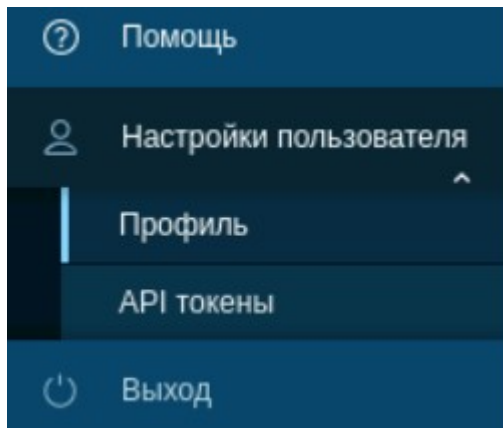 Помощь
Настройки пользователя
Профиль
API токены
Выход